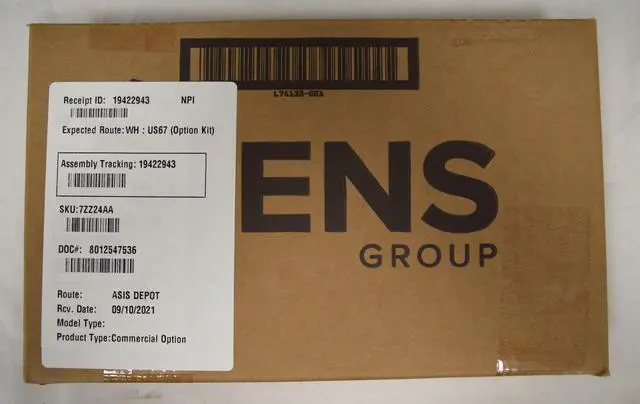 L76133-001
Receipt ID: 19422943 NPI
Expected Route: WH : US67 (Option Kit)
Assembly Tracking: 19422943
SKU:7ZZ24AA
DOC#: 8012547536
Route: ASIS DEPOT
Rcv. Date: 09/10/2021
Model Type:
Product Type:Commercial Option
ENS
GROUP